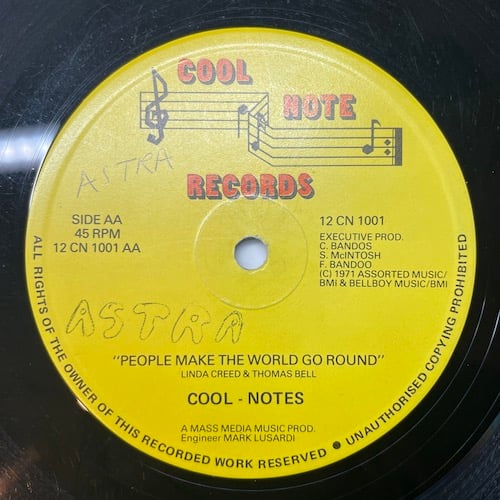 COOL
NOTE
RECORDS
ASTRA
SIDE AA
45 RPM
12 CN 1001 AA
12 CN 1001
EXECUTIVE PROD.
C. BANDOS
S. McINTOSH
F. BANDOO
(C) 1971 ASSORTED MUSIC/
BMI & BELLBOY MUSIC/BMI
ASTRA
"PEOPLE MAKE THE WORLD GO ROUND"
LINDA CREED & THOMAS BELL
COOL - NOTES
A MASS MEDIA MUSIC PROD.
Engineer MARK LUSARDI
ALL RIGHTS OF THE OWNER OF THIS RECORDED WORK RESERVED ● UNAUTHORISED COPYING PROHIBITED